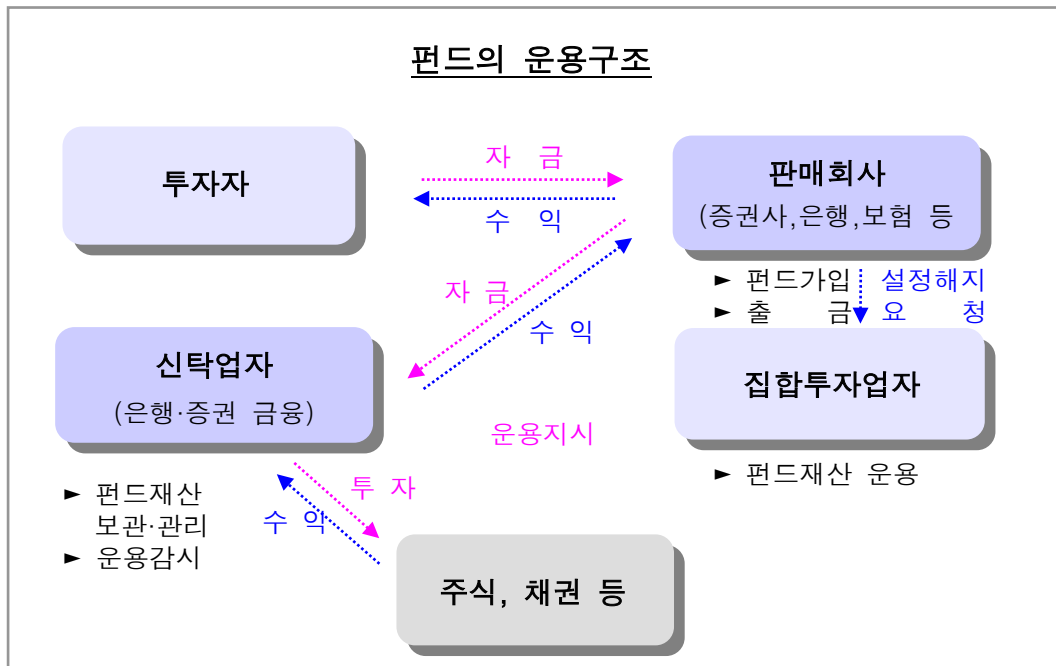 펀드의 운용구조
투자자
자 금
수 익
판매회사
(증권사,은행,보험 등
► 펀드가입
► 출 금
설정해지
요 청
자 금
수 익
신탁업자
(은행·증권 금융)
집합투자업자
운용지시
► 펀드재산 운용
► 펀드재산
보관·관리
► 운용감시
투 자
수 익
주식, 채권 등